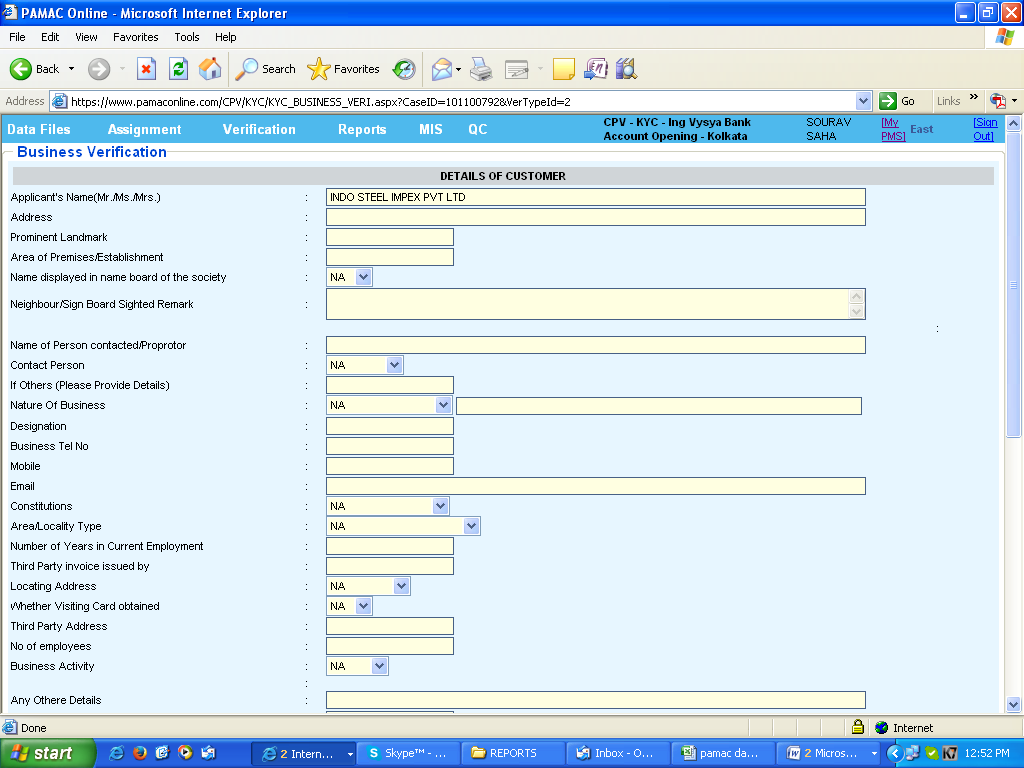 PAMAC Online - Microsoft Internet Explorer
File Edit View Favorites Tools Help
Back Search Favorites
Address https://www.pamaconline.com/CPV/KYC/KYC_BUSINESS_VERI.aspx?CaseID=101100792&VerTypeId=2 Go Links »
Data Files Assignment Verification Reports MIS QC CPV - KYC - Ing Vysya Bank Account Opening - Kolkata SOURAV SAHA [My PMS] East [Sign Out]
Business Verification
DETAILS OF CUSTOMER
Applicant's Name(Mr./Ms./Mrs.) : INDO STEEL IMPEX PVT LTD
Address :
Prominent Landmark :
Area of Premises/Establishment :
Name displayed in name board of the society : NA
Neighbour/Sign Board Sighted Remark :
:
Name of Person contacted/Proprotor :
Contact Person : NA
If Others (Please Provide Details) :
Nature Of Business : NA
Designation :
Business Tel No :
Mobile :
Email :
Constitutions : NA
Area/Locality Type : NA
Number of Years in Current Employment :
Third Party invoice issued by :
Locating Address : NA
Whether Visiting Card obtained : NA
Third Party Address :
No of employees :
Business Activity : NA
:
Any Othere Details :
Done Internet
start 2 Intern... Skype™ - ... REPORTS Inbox - O... pamac da... 2 Micros... 12:52 PM